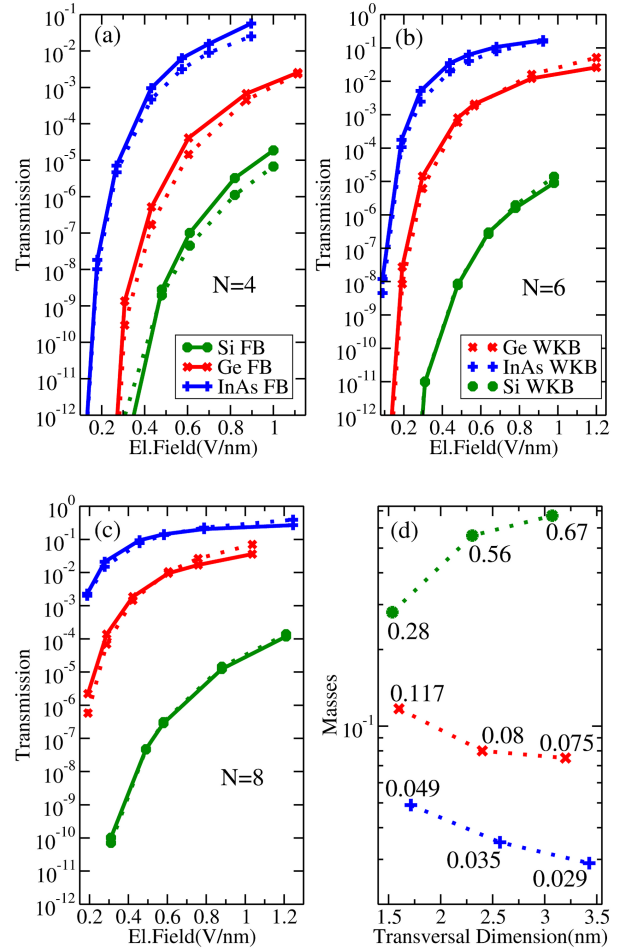 (a)
Transmission
10^-1
10^-2
10^-3
10^-4
10^-5
10^-6
10^-7
10^-8
10^-9
10^-10
10^-11
10^-12
N=4
Si FB
Ge FB
InAs FB
0.2 0.4 0.6 0.8 1
El.Field(V/nm)
(b)
Transmission
10^0
10^-1
10^-2
10^-3
10^-4
10^-5
10^-6
10^-7
10^-8
10^-9
10^-10
10^-11
10^-12
N=6
Ge WKB
InAs WKB
Si WKB
0.2 0.4 0.6 0.8 1 1.2
El.Field(V/nm)
(c)
Transmission
10^0
10^-1
10^-2
10^-3
10^-4
10^-5
10^-6
10^-7
10^-8
10^-9
10^-10
10^-11
10^-12
N=8
0.2 0.4 0.6 0.8 1 1.2
El.Field(V/nm)
(d)
Masses
10^-1
0.67
0.56
0.28
0.117
0.08
0.075
0.049
0.035
0.029
1.5 2 2.5 3 3.5
Transversal Dimension(nm)